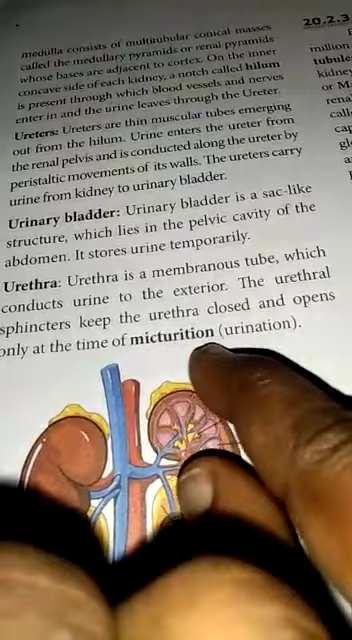 medulla consists of multitubular conical masses
called the medullary pyramids or renal pyramids
whose bases are adjacent to cortex. On the inner
concave side of each kidney, a notch called hilum
is present through which blood vessels and nerves
enter in and the urine leaves through the Ureter.
Ureters: Ureters are thin muscular tubes emerging
out from the hilum. Urine enters the ureter from
the renal pelvis and is conducted along the ureter by
peristaltic movements of its walls. The ureters carry
urine from kidney to urinary bladder.
Urinary bladder: Urinary bladder is a sac-like
structure, which lies in the pelvic cavity of the
abdomen. It stores urine temporarily.
Urethra: Urethra is a membranous tube, which
conducts urine to the exterior. The urethral
sphincters keep the urethra closed and opens
only at the time of micturition (urination).
20.2.3
million
tubule
kidney
or M
rena
call
cap
gl